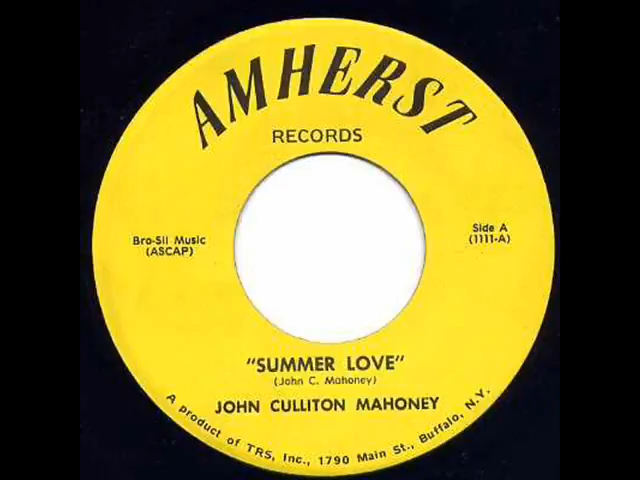 AMHERST
RECORDS
Bro-Sil Music
(ASCAP)
Side A
(1111-A)
"SUMMER LOVE"
(John C. Mahoney)
JOHN CULLITON MAHONEY
A product of TRS, Inc., 1790 Main St., Buffalo, N.Y.